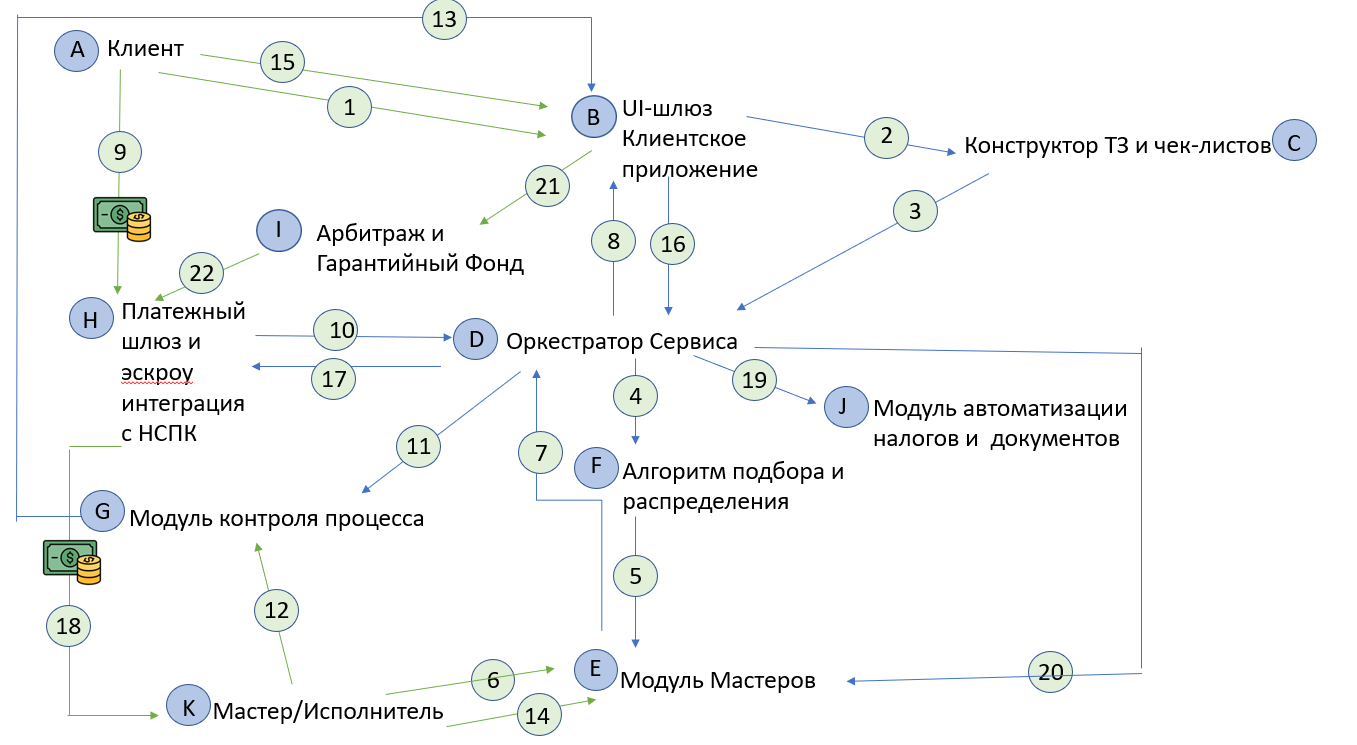 13
A
Клиент
15
1
B
UI-шлюз
Клиентское
приложение
2
Конструктор ТЗ и чек-листов
C
9
21
3
I
Арбитраж и
Гарантийный Фонд
8
16
22
H
Платежный
шлюз и
эскроу
интеграция
с НСПК
10
D
Оркестратор Сервиса
17
4
19
J
Модуль автоматизации
налогов и документов
11
7
F
Алгоритм подбора и
распределения
G
Модуль контроля процесса
5
12
18
6
E
Модуль Мастеров
20
K
Мастер/Исполнитель
14